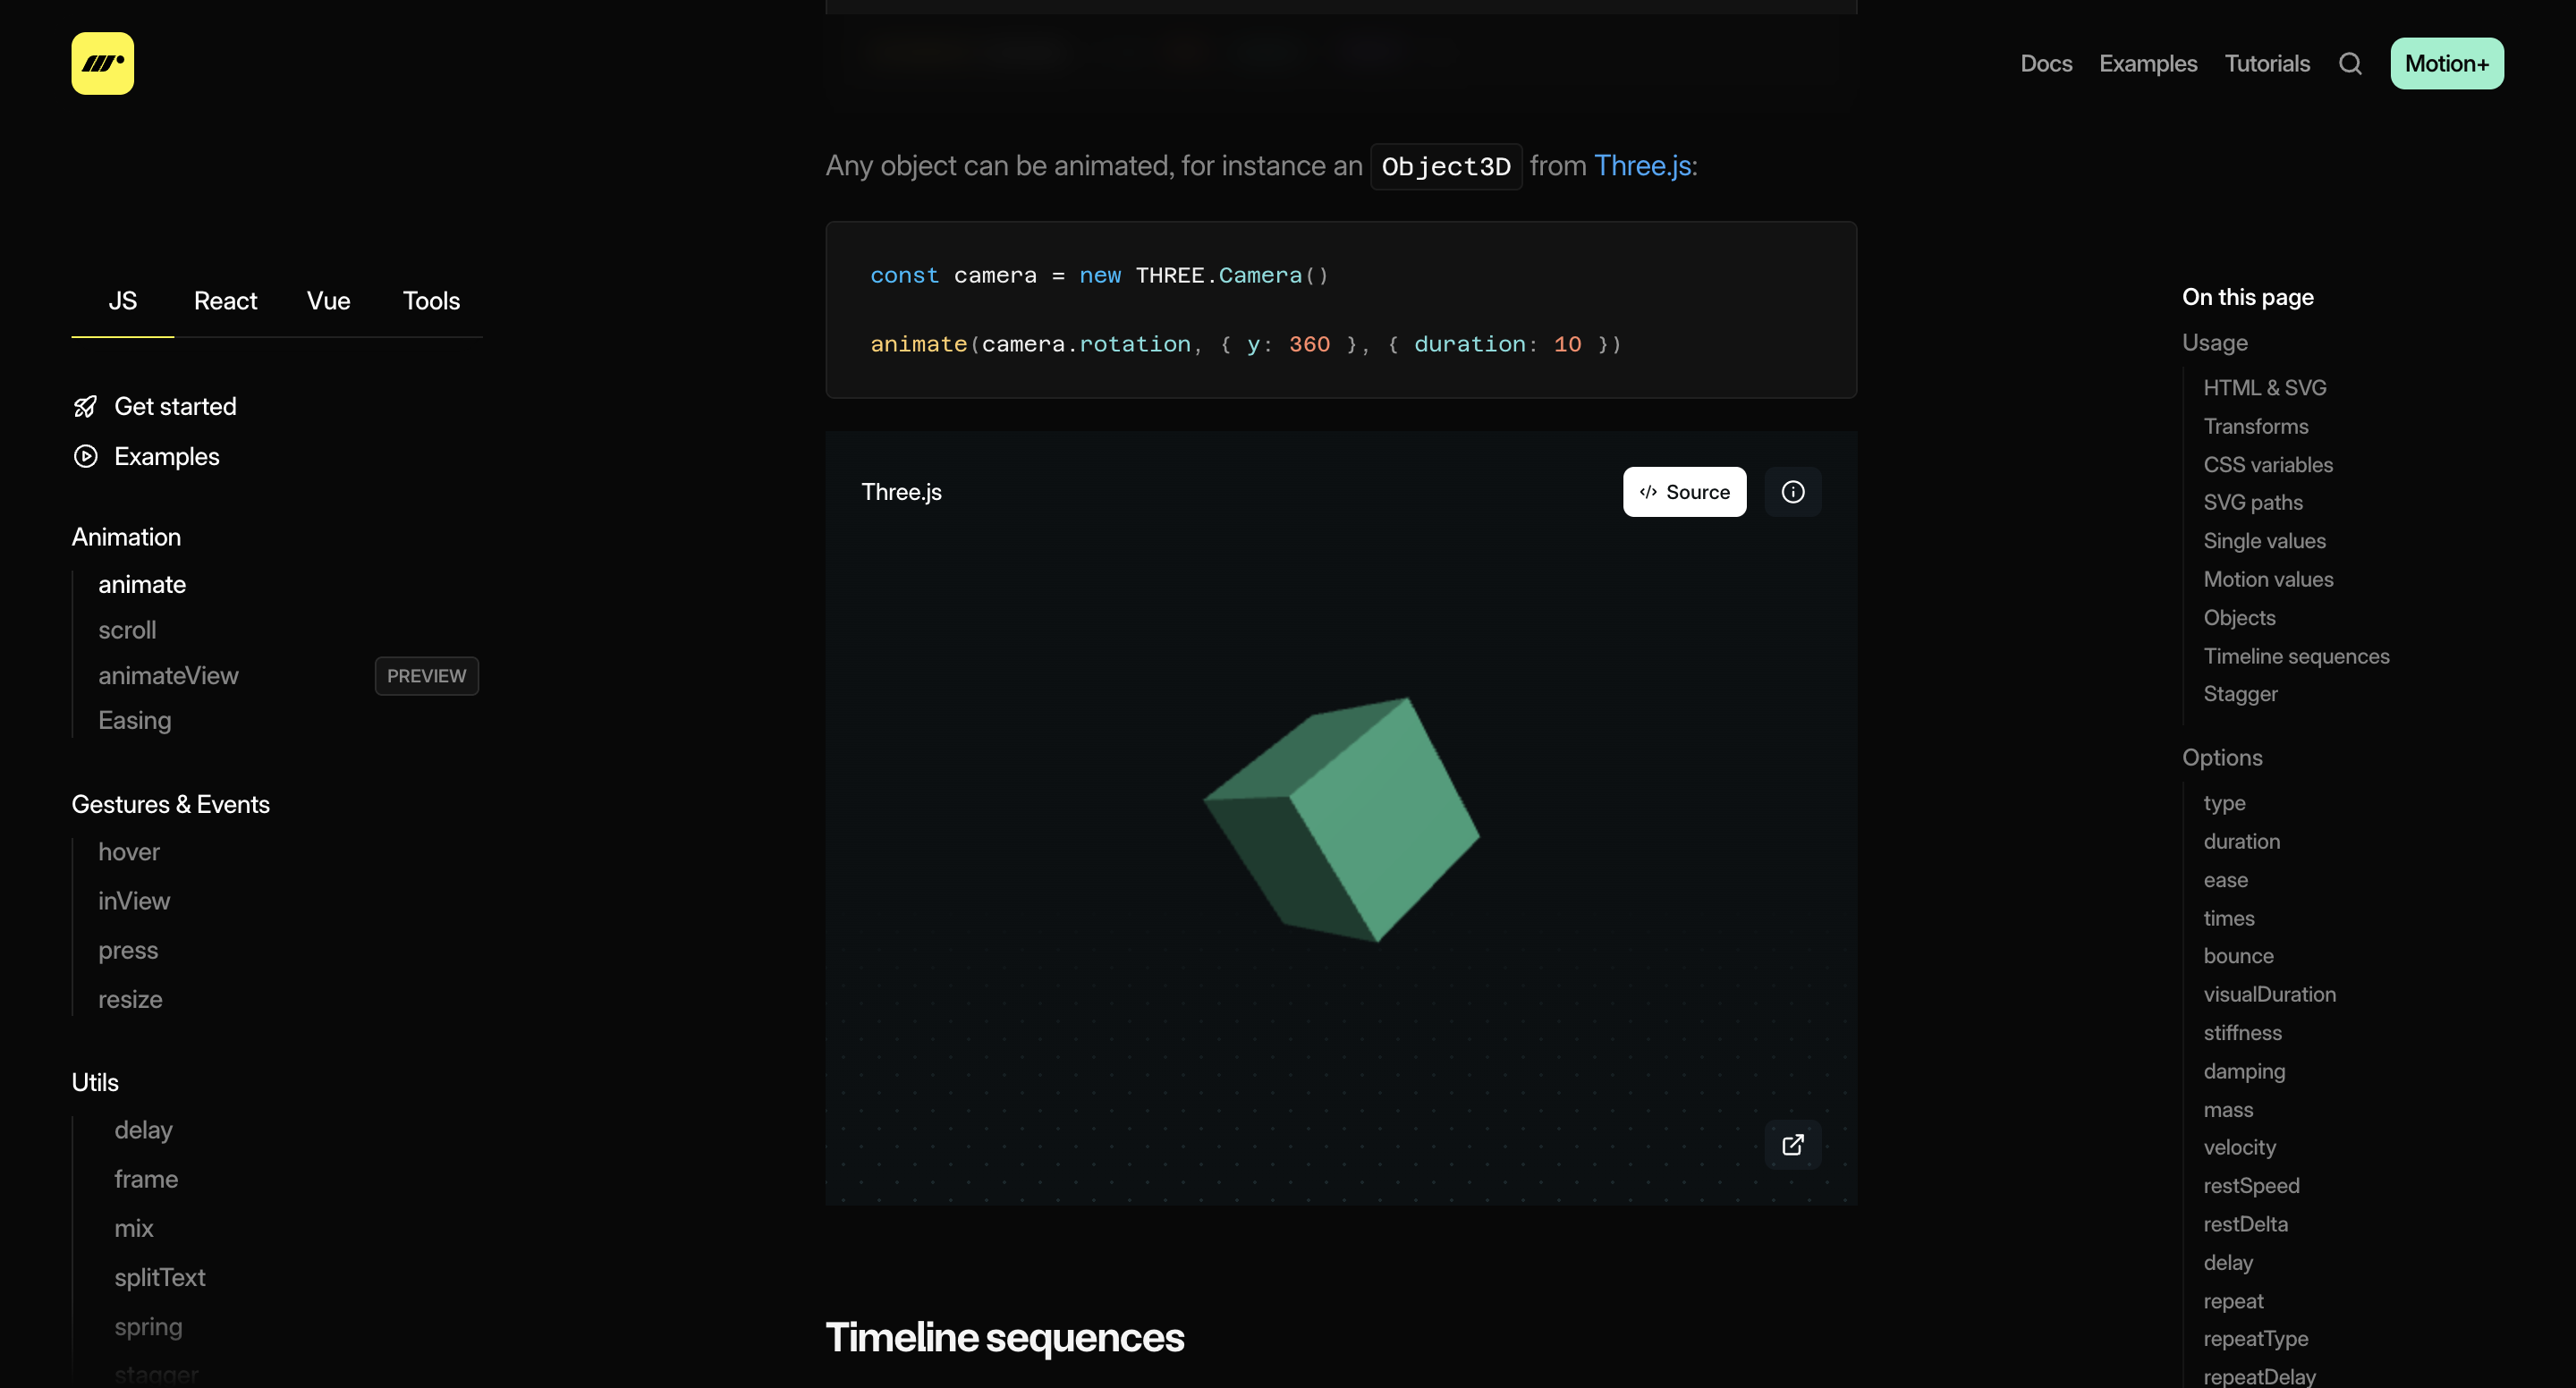 Docs
Examples
Tutorials
Motion+
JS
React
Vue
Tools
Get started
Examples
Animation
animate
scroll
animateView
PREVIEW
Easing
Gestures & Events
hover
inView
press
resize
Utils
delay
frame
mix
splitText
spring
stagger
Any object can be animated, for instance an Object3D from Three.js:
const camera = new THREE.Camera()
animate(camera.rotation, { y: 360 }, { duration: 10 })
Three.js
</> Source
Timeline sequences
On this page
Usage
HTML & SVG
Transforms
CSS variables
SVG paths
Single values
Motion values
Objects
Timeline sequences
Stagger
Options
type
duration
ease
times
bounce
visualDuration
stiffness
damping
mass
velocity
restSpeed
restDelta
delay
repeat
repeatType
repeatDelay